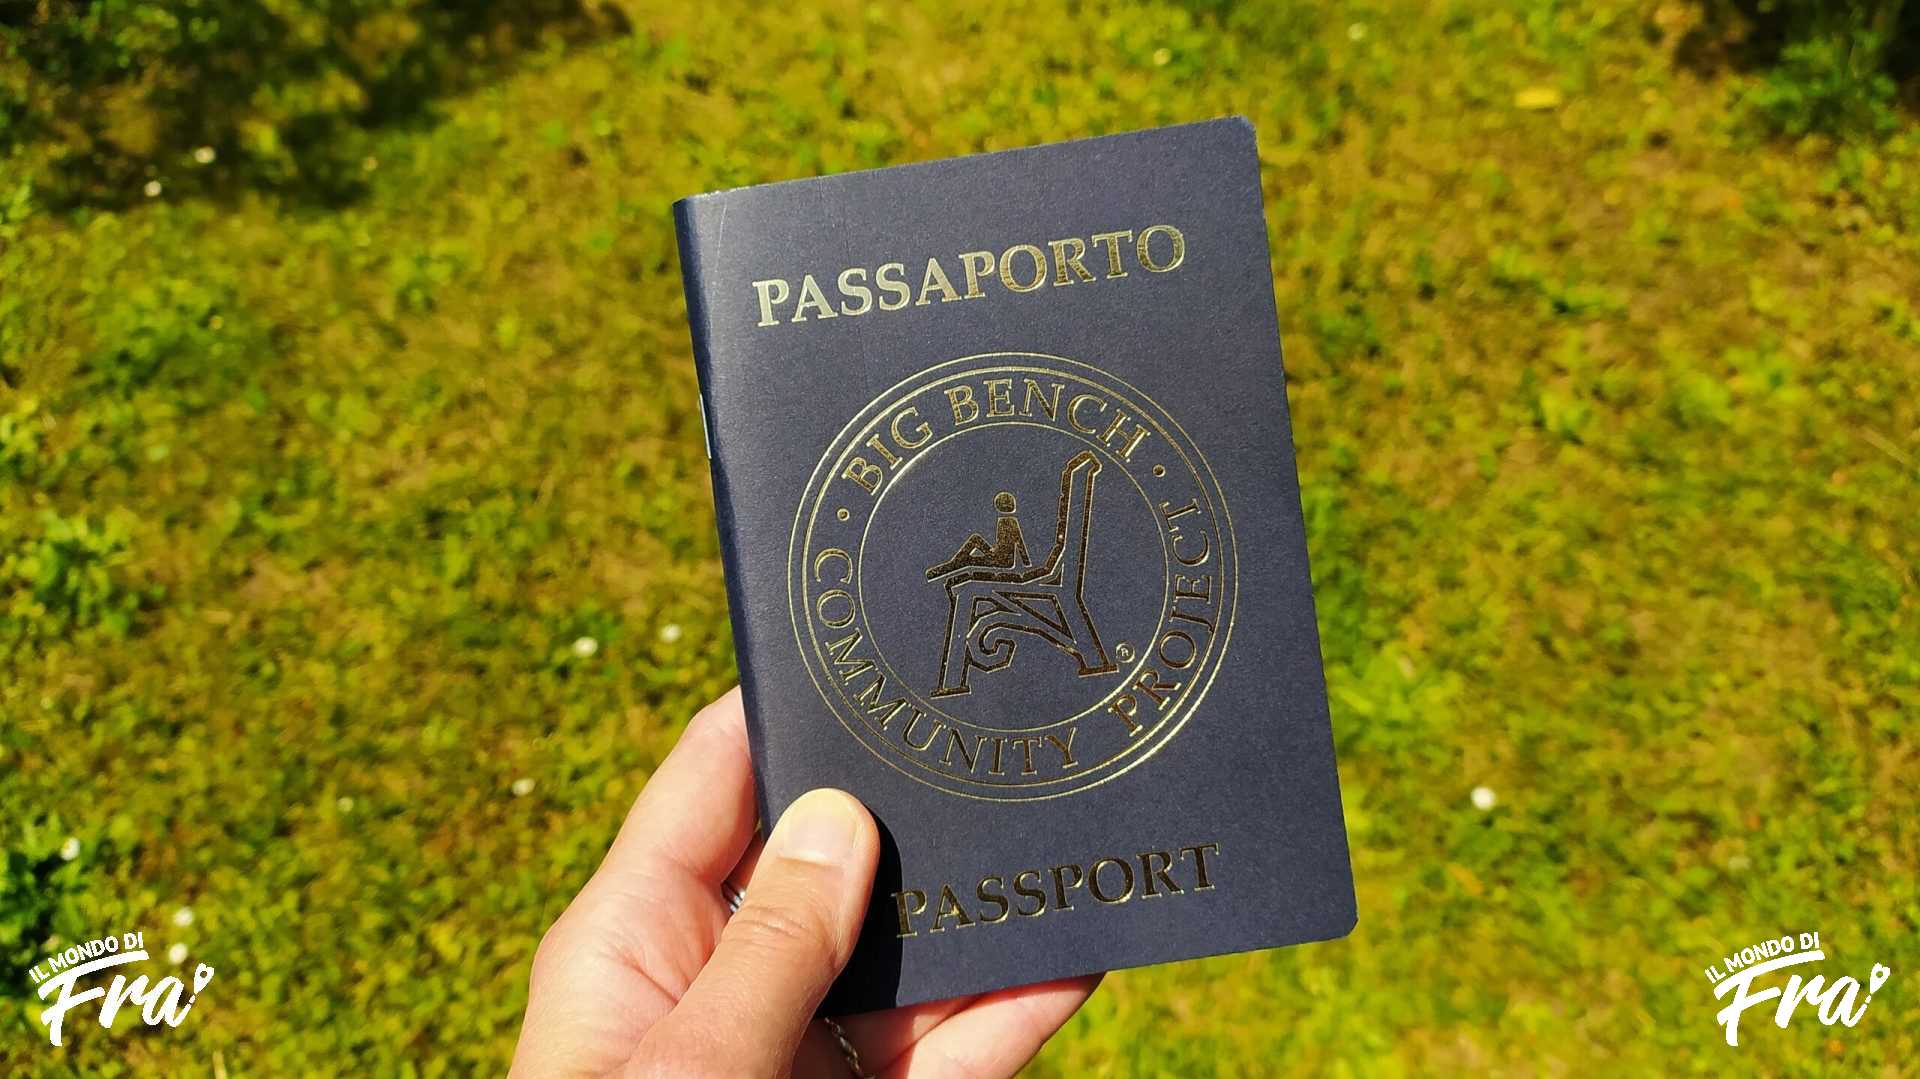 PASSAPORTO
• BIG BENCH •
COMMUNITY PROJECT
®
PASSPORT
IL MONDO DI
Fra!
IL MONDO DI
Fra!